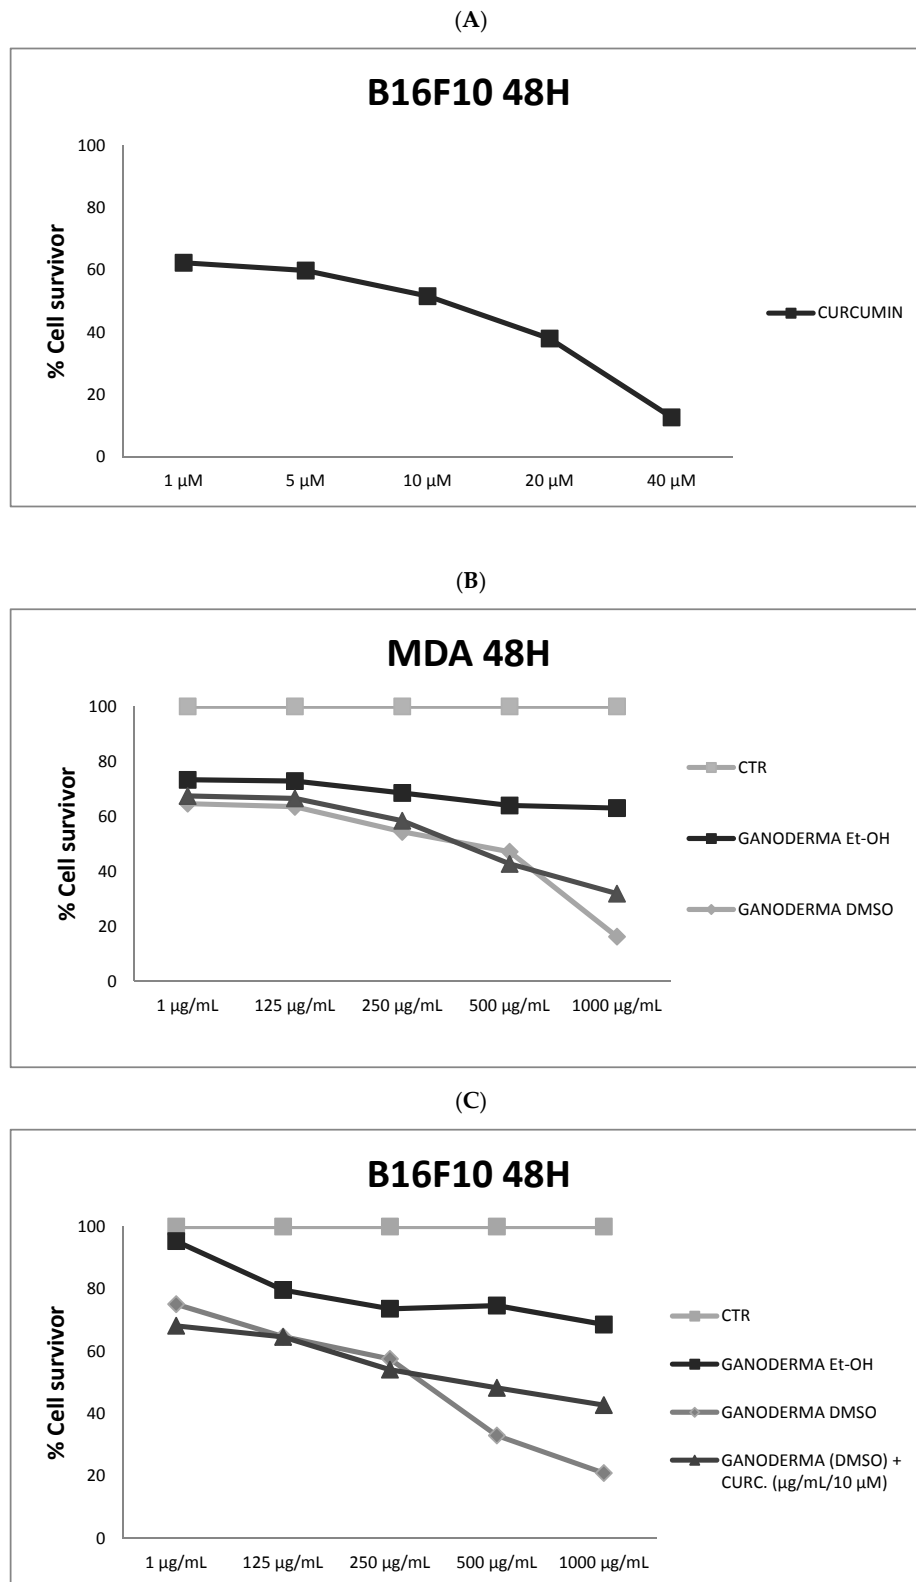 (A)
B16F10 48H
% Cell survivor
100
80
60
40
20
0
1 µM 5 µM 10 µM 20 µM 40 µM
CURCUMIN
(B)
MDA 48H
% Cell survivor
100
80
60
40
20
0
1 µg/mL 125 µg/mL 250 µg/mL 500 µg/mL 1000 µg/mL
CTR
GANODERMA Et-OH
GANODERMA DMSO
(C)
B16F10 48H
% Cell survivor
100
80
60
40
20
0
1 µg/mL 125 µg/mL 250 µg/mL 500 µg/mL 1000 µg/mL
CTR
GANODERMA Et-OH
GANODERMA DMSO
GANODERMA (DMSO) +
CURC. (µg/mL/10 µM)